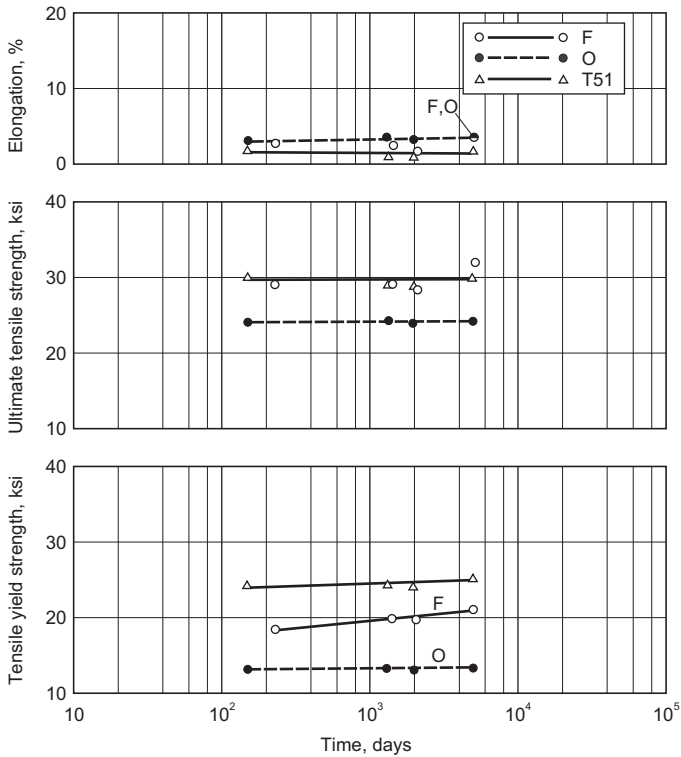 20
10
0
Elongation, %
F
O
T51
F,O
40
30
20
10
Ultimate tensile strength, ksi
40
30
20
10
Tensile yield strength, ksi
F
O
10
10²
10³
10⁴
10⁵
Time, days